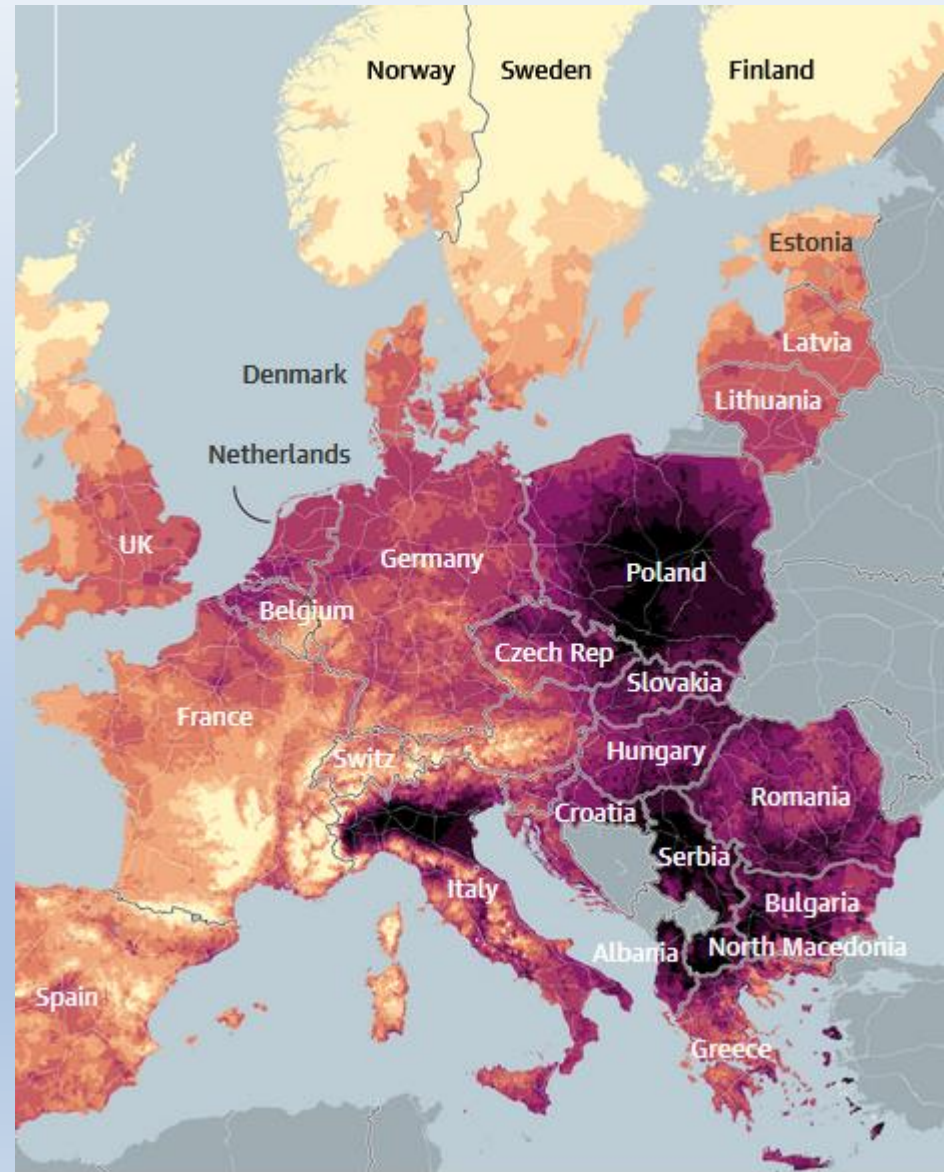 Norway
Sweden
Finland
Estonia
Latvia
Denmark
Lithuania
Netherlands
UK
Germany
Poland
Belgium
Czech Rep
Slovakia
France
Switz
Hungary
Croatia
Romania
Serbia
Italy
Bulgaria
Albania
North Macedonia
Spain
Greece